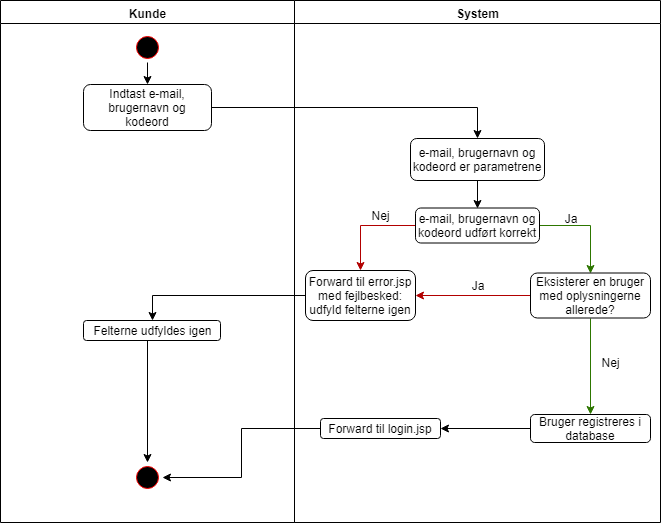 Kunde
System
Indtast e-mail,
brugernavn og
kodeord
e-mail, brugernavn og
kodeord er parametrene
e-mail, brugernavn og
kodeord udført korrekt
Nej
Ja
Forward til error.jsp
med fejlbesked:
udfyld felterne igen
Ja
Eksisterer en bruger
med oplysningerne
allerede?
Felterne udfyldes igen
Nej
Forward til login.jsp
Bruger registreres i
database